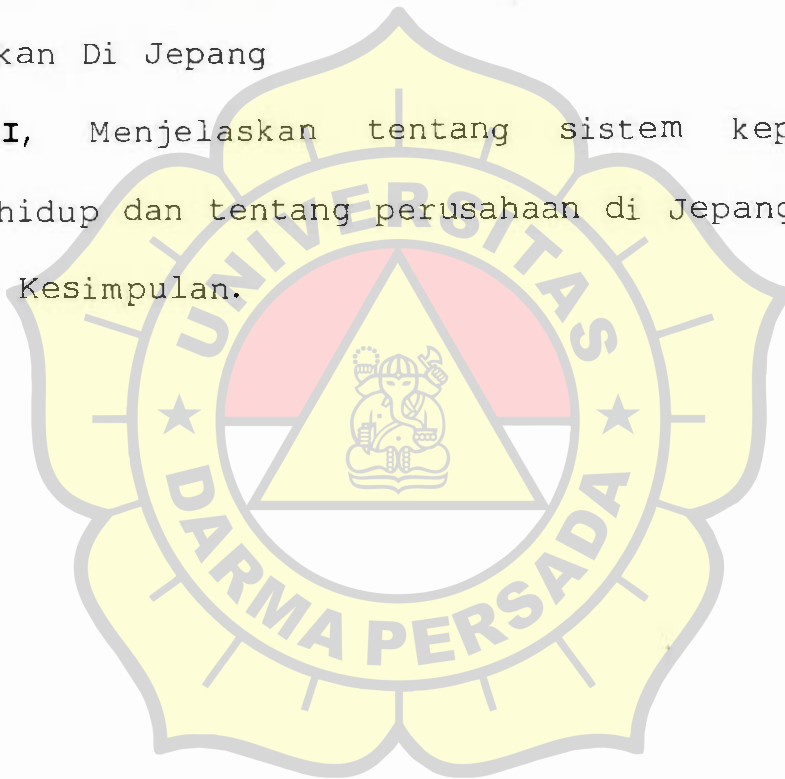 kan Di Jepang
I, Menjelaskan tentang sistem kep
hidup dan tentang perusahaan di Jepang
Kesimpulan.
UNIVERSITAS
DARMA PERSADA